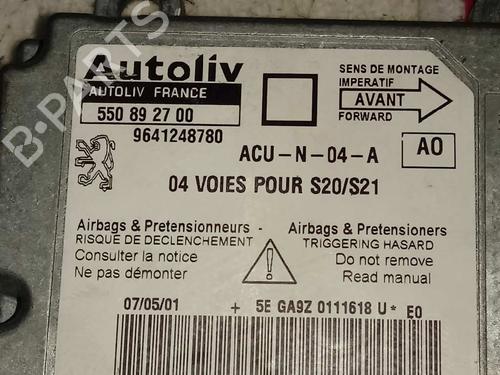 Autoliv
AUTOLIV FRANCE
550 89 27 00
9641248780
SENS DE MONTAGE
IMPERATIF
AVANT
FORWARD
ACU-N-04-A
AO
04 VOIES POUR S20/S21
Airbags & Pretensionneurs
RISQUE DE DECLENCHEMENT
Consulter la notice
Ne pas démonter
Airbags & Pretensioners
TRIGGERING HASARD
Do not remove
Read manual
07/05/01 + 5E GA9Z 0111618 U* E0
B-PARTS